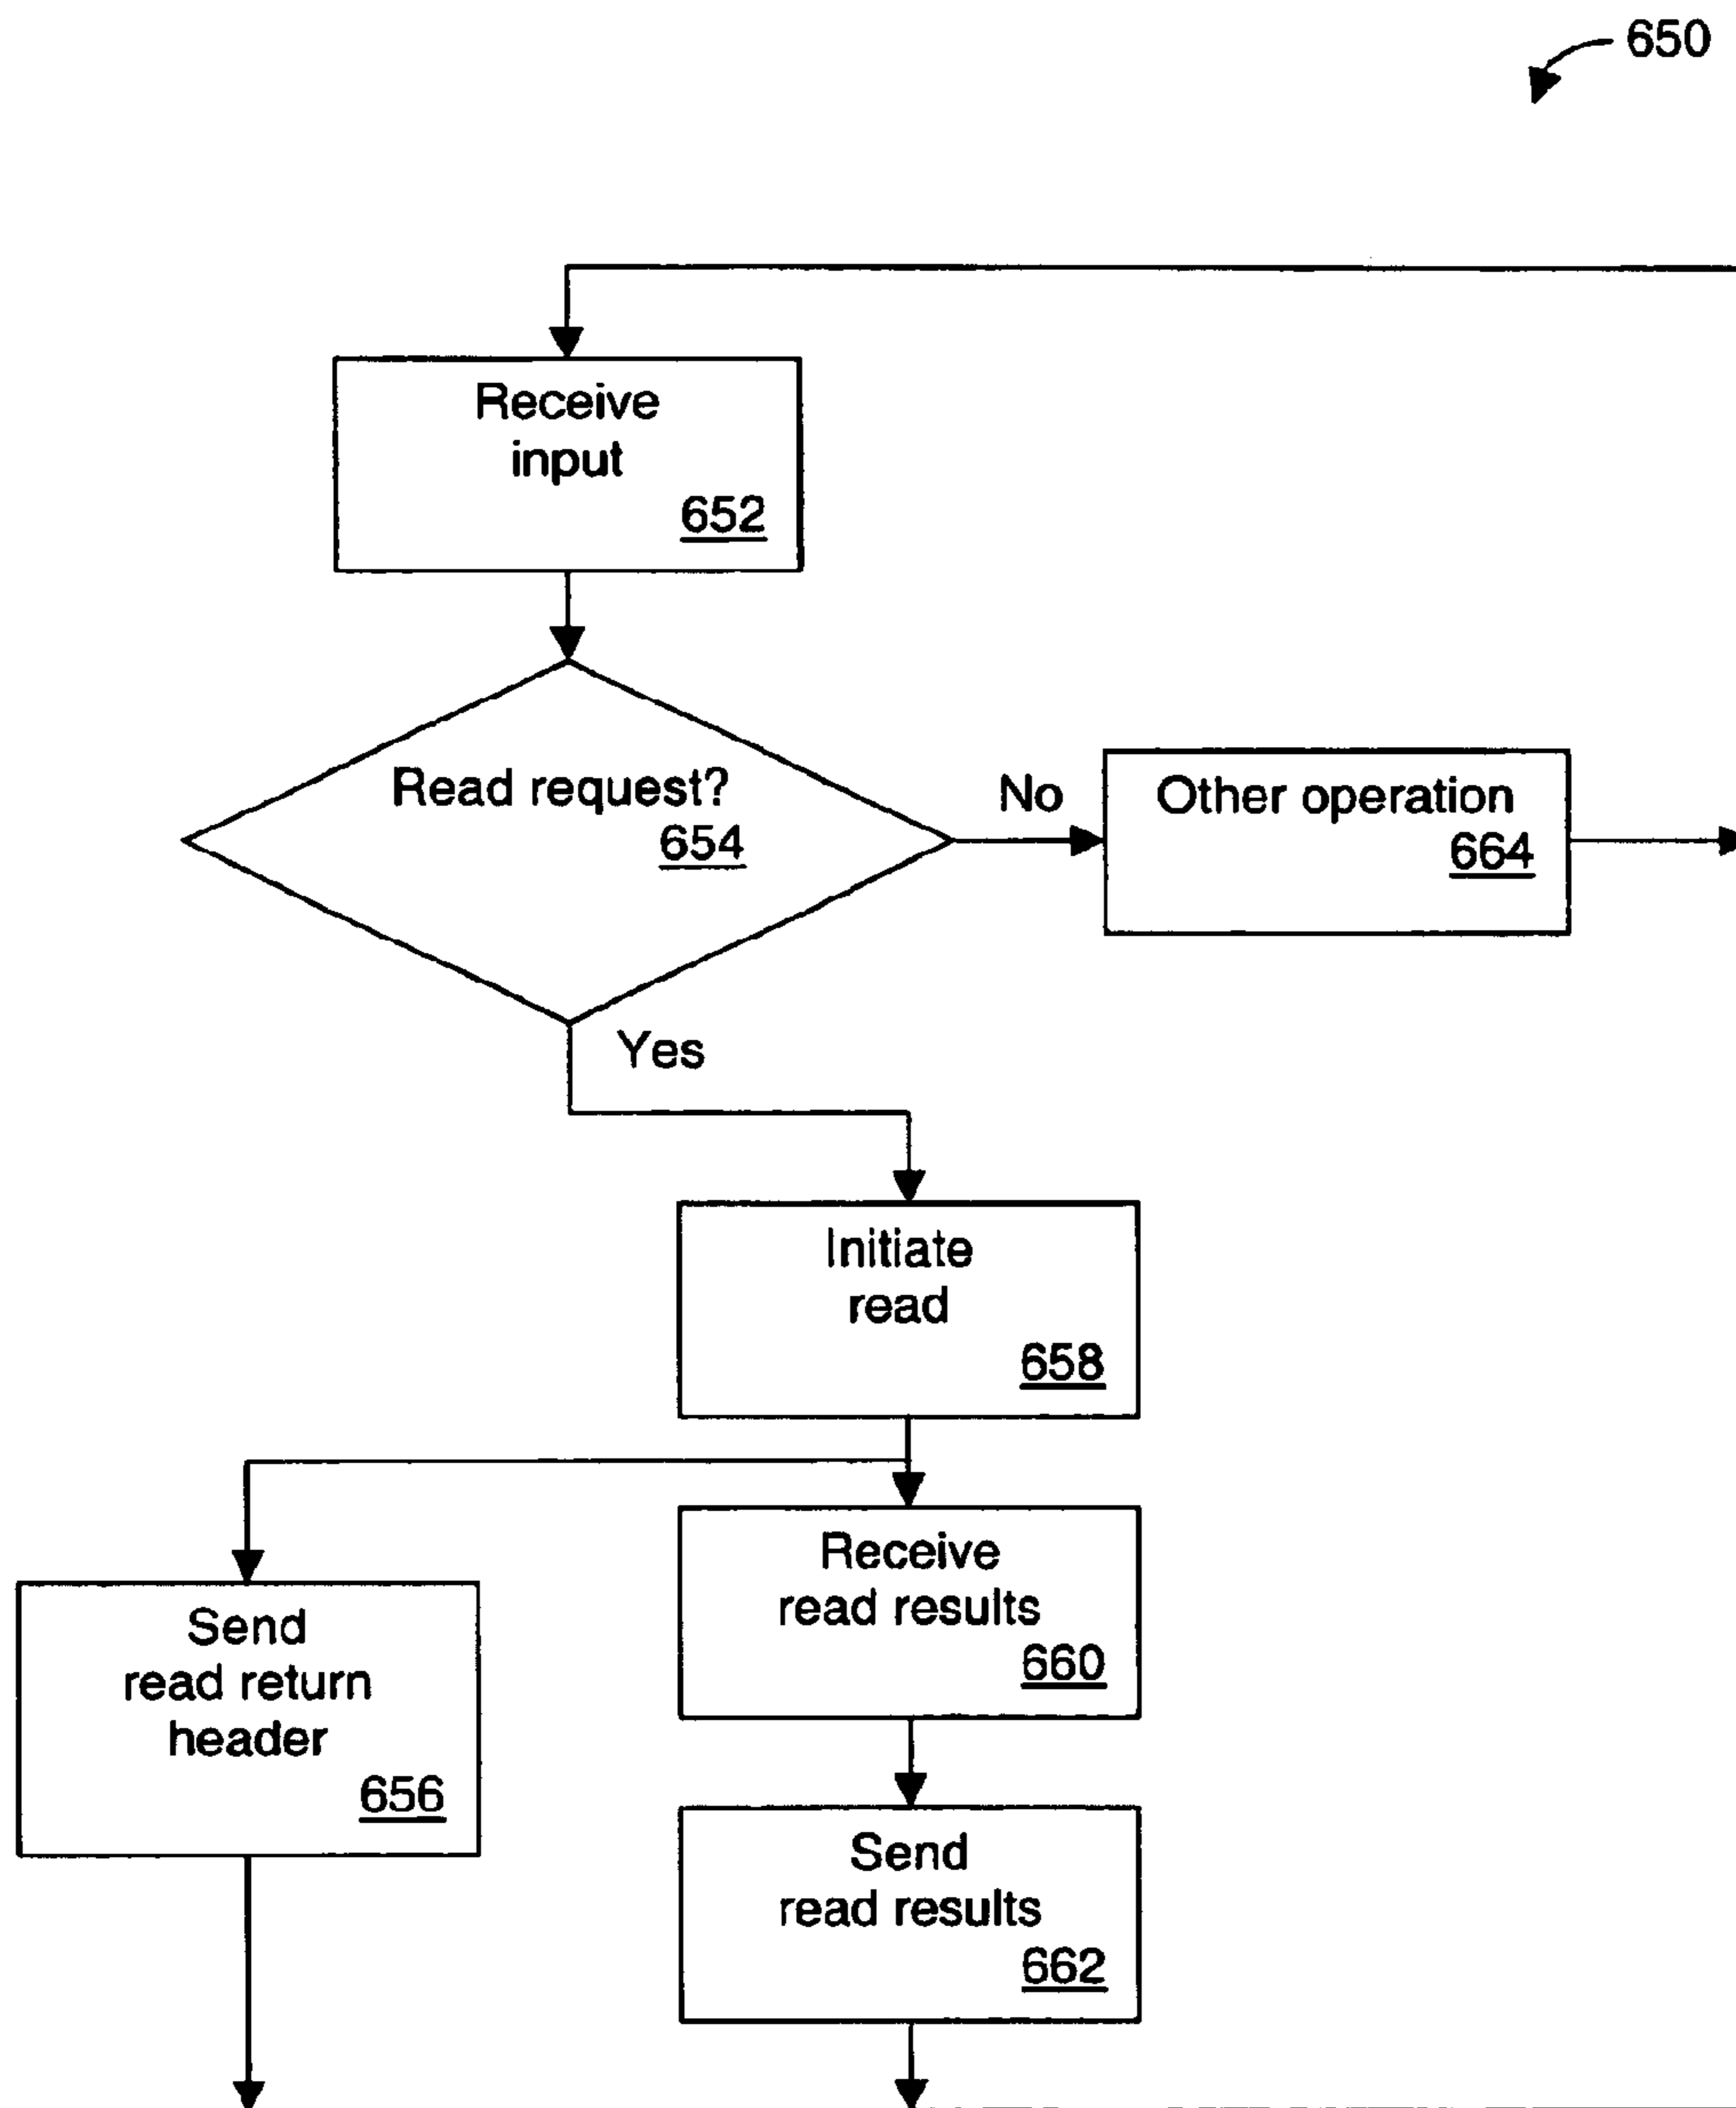 650
Receive
input
652
Read request?
654
No
Other operation
664
Yes
Initiate
read
658
Receive
read results
660
Send
read return
header
656
Send
read results
662